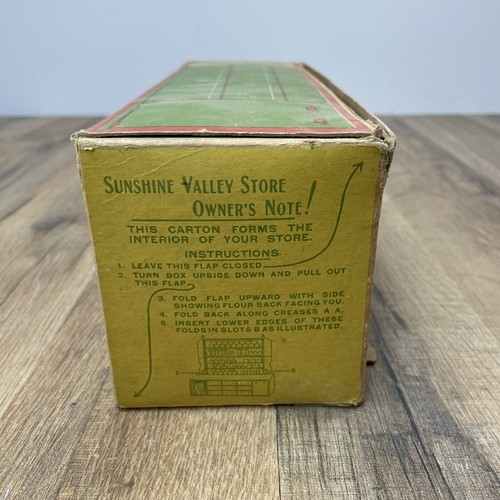 SUNSHINE VALLEY STORE
OWNER'S NOTE!
THIS CARTON FORMS THE
INTERIOR OF YOUR STORE.
INSTRUCTIONS
1. LEAVE THIS FLAP CLOSED
2. TURN BOX UPSIDE DOWN AND PULL OUT
THIS FLAP
3. FOLD FLAP UPWARD WITH SIDE
SHOWING FLOUR SACK FACING YOU.
4. FOLD BACK ALONG CREASES A A.
5. INSERT LOWER EDGES OF THESE
FOLDS IN SLOTS B AS ILLUSTRATED.